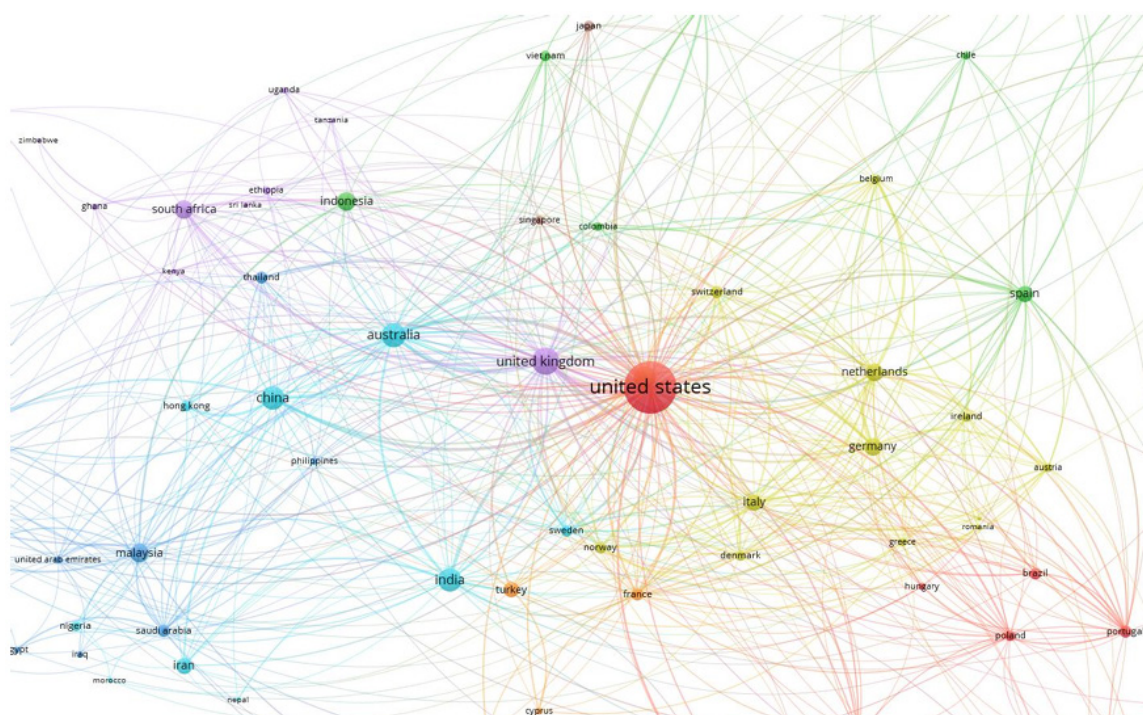 japan
viet nam
chile
uganda
tanzania
zimbabwe
belgium
ethiopia
ghana
sri lanka
indonesia
south africa
singapore
colombia
kenya
thailand
switzerland
spain
australia
united kingdom
netherlands
united states
china
hong kong
ireland
germany
philippines
austria
italy
sweden
romania
norway
greece
malaysia
denmark
united arab emirates
brazil
india
hungary
turkey
france
nigeria
saudi arabia
poland
portuga
gypt
iraq
iran
morocco
nepal
cyprus